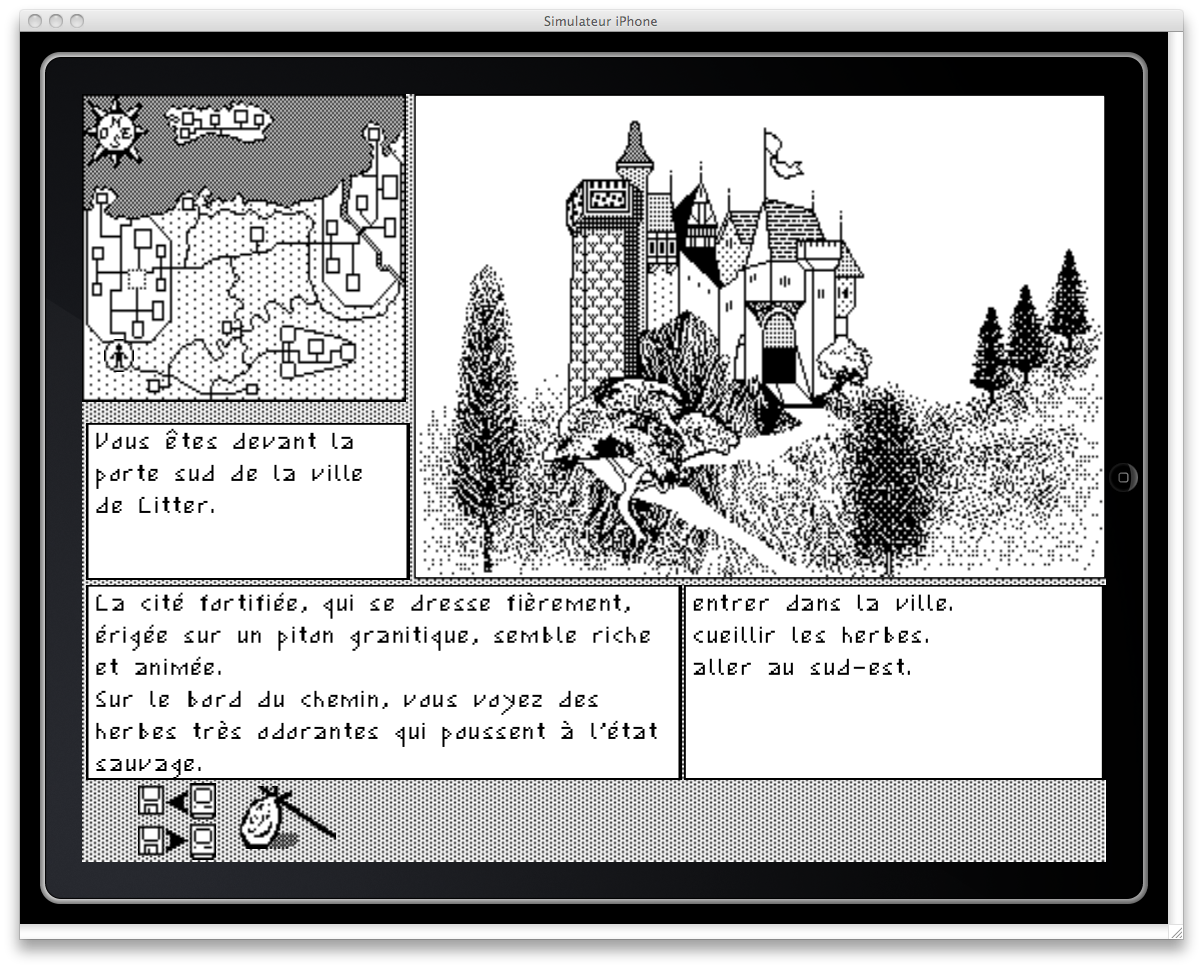 Simulateur iPhone
N
O E
S
Vous êtes devant la
porte sud de la ville
de Litter.
La cité fortifiée, qui se dresse fièrement,
érigée sur un piton granitique, semble riche
et animée.
Sur le bord du chemin, vous voyez des
herbes très odorantes qui poussent à l'état
sauvage.
entrer dans la ville.
cueillir les herbes.
aller au sud-est.